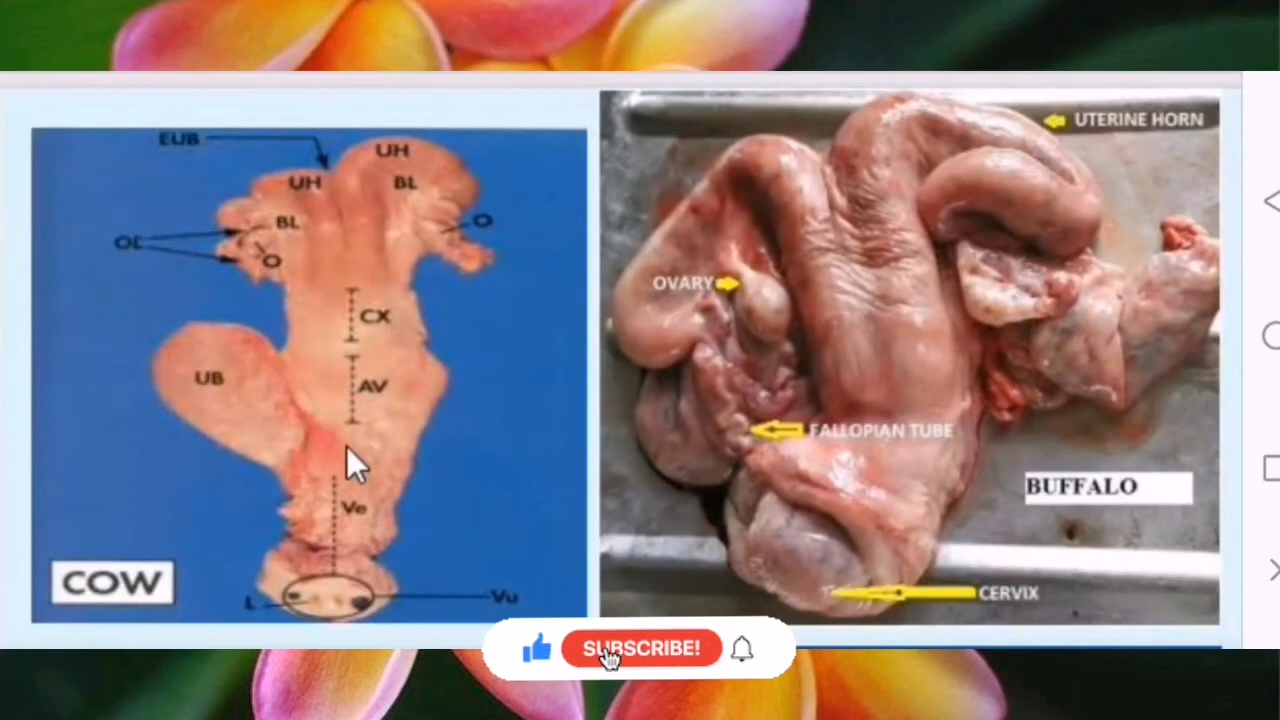 EUB
UH
UH
BL
BL
OL
O
O
CX
UB
AV
Ve
COW
L
Vu
UTERINE HORN
OVARY
FALLOPIAN TUBE
BUFFALO
CERVIX
SUBSCRIBE!